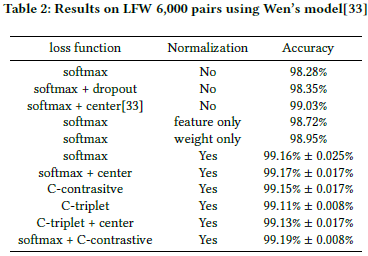 Table 2: Results on LFW 6,000 pairs using Wen's model[33]
loss function Normalization Accuracy
softmax No 98.28%
softmax + dropout No 98.35%
softmax + center[33] No 99.03%
softmax feature only 98.72%
softmax weight only 98.95%
softmax Yes 99.16% ± 0.025%
softmax + center Yes 99.17% ± 0.017%
C-contrasitve Yes 99.15% ± 0.017%
C-triplet Yes 99.11% ± 0.008%
C-triplet + center Yes 99.13% ± 0.017%
softmax + C-contrastive Yes 99.19% ± 0.008%